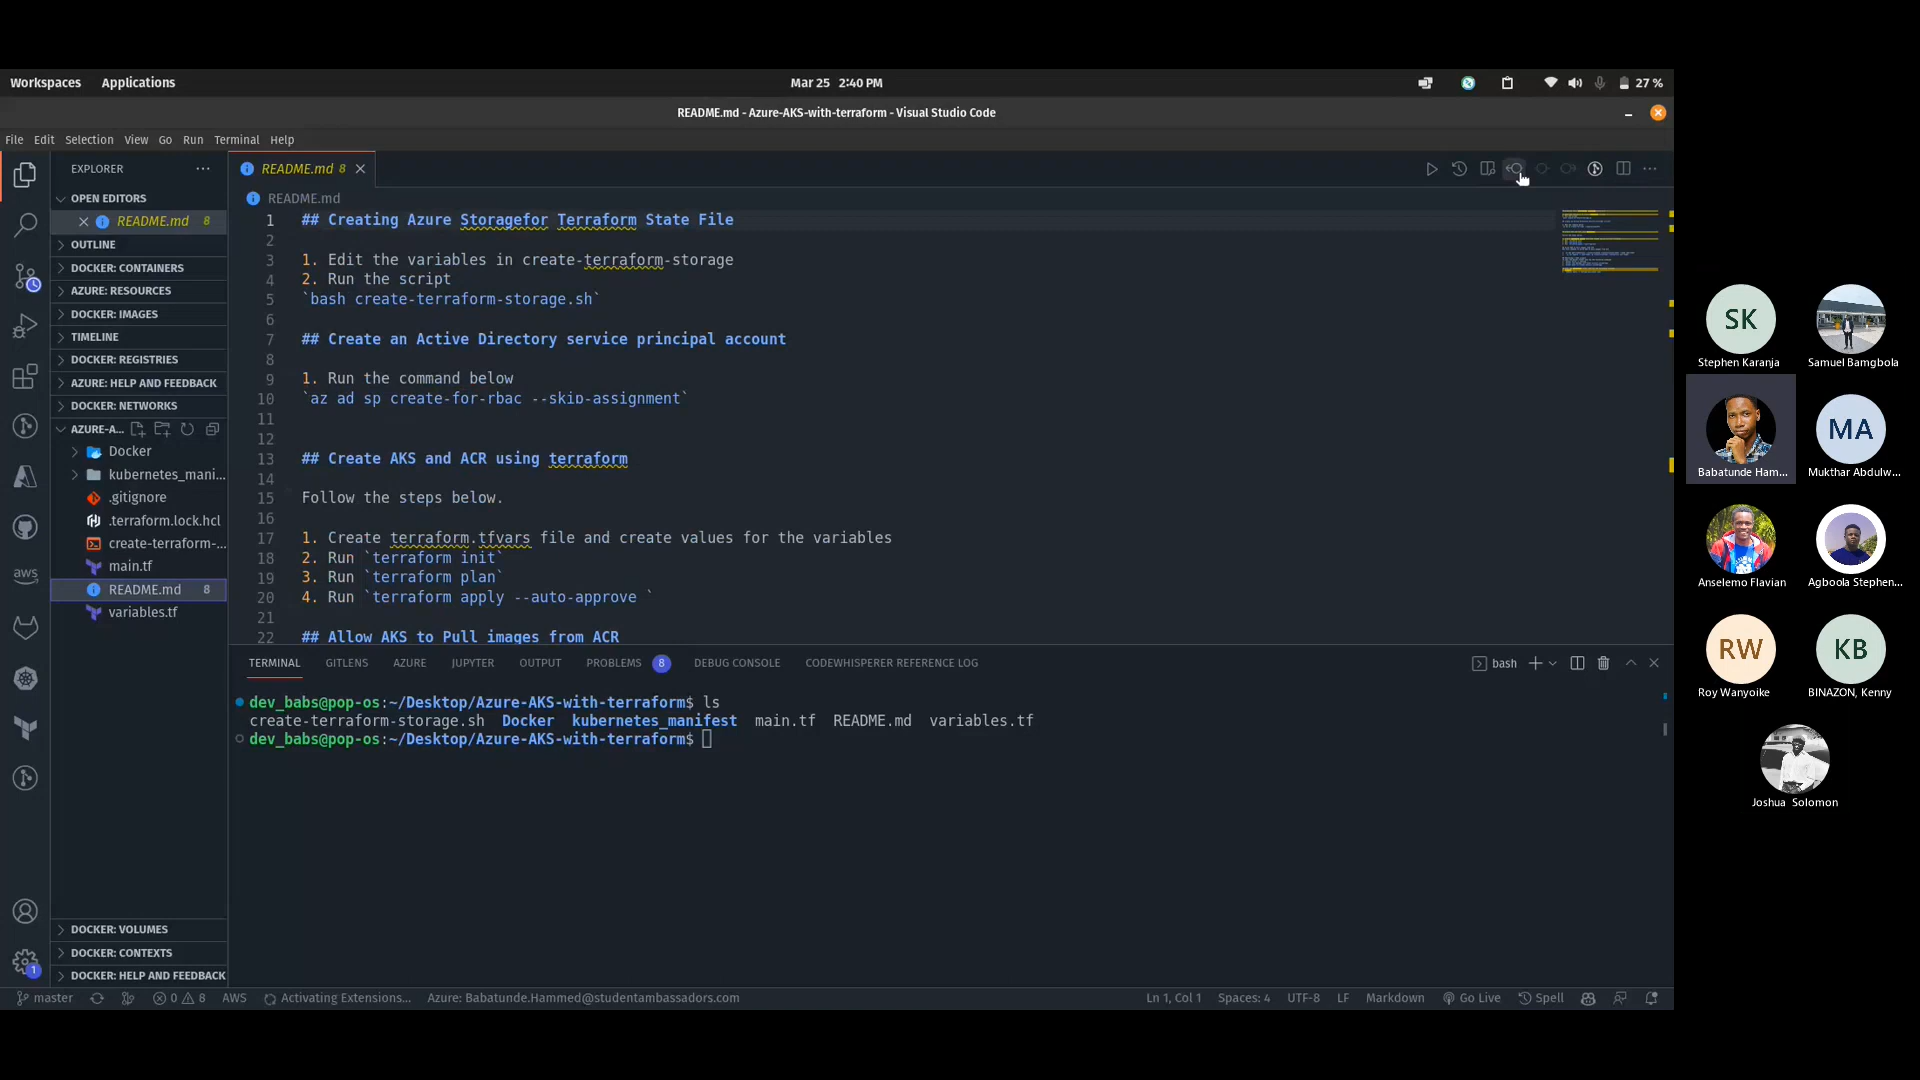 Workspaces Applications Mar 25 2:40 PM 27 %
README.md - Azure-AKS-with-terraform - Visual Studio Code
File Edit Selection View Go Run Terminal Help
EXPLORER
OPEN EDITORS
README.md 8
OUTLINE
DOCKER: CONTAINERS
AZURE: RESOURCES
DOCKER: IMAGES
TIMELINE
DOCKER: REGISTRIES
AZURE: HELP AND FEEDBACK
DOCKER: NETWORKS
AZURE-A...
Docker
kubernetes_mani...
.gitignore
.terraform.lock.hcl
create-terraform-...
main.tf
README.md 8
variables.tf
DOCKER: VOLUMES
DOCKER: CONTEXTS
DOCKER: HELP AND FEEDBACK
aws
1
README.md 8
README.md
1 ## Creating Azure Storagefor Terraform State File
2
3 1. Edit the variables in create-terraform-storage
4 2. Run the script
5 `bash create-terraform-storage.sh`
6
7 ## Create an Active Directory service principal account
8
9 1. Run the command below
10 `az ad sp create-for-rbac --skip-assignment`
11
12
13 ## Create AKS and ACR using terraform
14
15 Follow the steps below.
16
17 1. Create terraform.tfvars file and create values for the variables
18 2. Run `terraform init`
19 3. Run `terraform plan`
20 4. Run `terraform apply --auto-approve `
21
22 ## Allow AKS to Pull images from ACR
TERMINAL GITLENS AZURE JUPYTER OUTPUT PROBLEMS 8 DEBUG CONSOLE CODEWHISPERER REFERENCE LOG bash
dev_babs@pop-os:~/Desktop/Azure-AKS-with-terraform$ ls
create-terraform-storage.sh Docker kubernetes_manifest main.tf README.md variables.tf
dev_babs@pop-os:~/Desktop/Azure-AKS-with-terraform$
master 0 8 AWS Activating Extensions... Azure: Babatunde.Hammed@studentambassadors.com Ln 1, Col 1 Spaces: 4 UTF-8 LF Markdown Go Live Spell
SK
Stephen Karanja
Samuel Bamgbola
Babatunde Ham...
MA
Mukthar Abdulw...
Anselemo Flavian
Agboola Stephen...
RW
Roy Wanyoike
KB
BINAZON, Kenny
Joshua Solomon